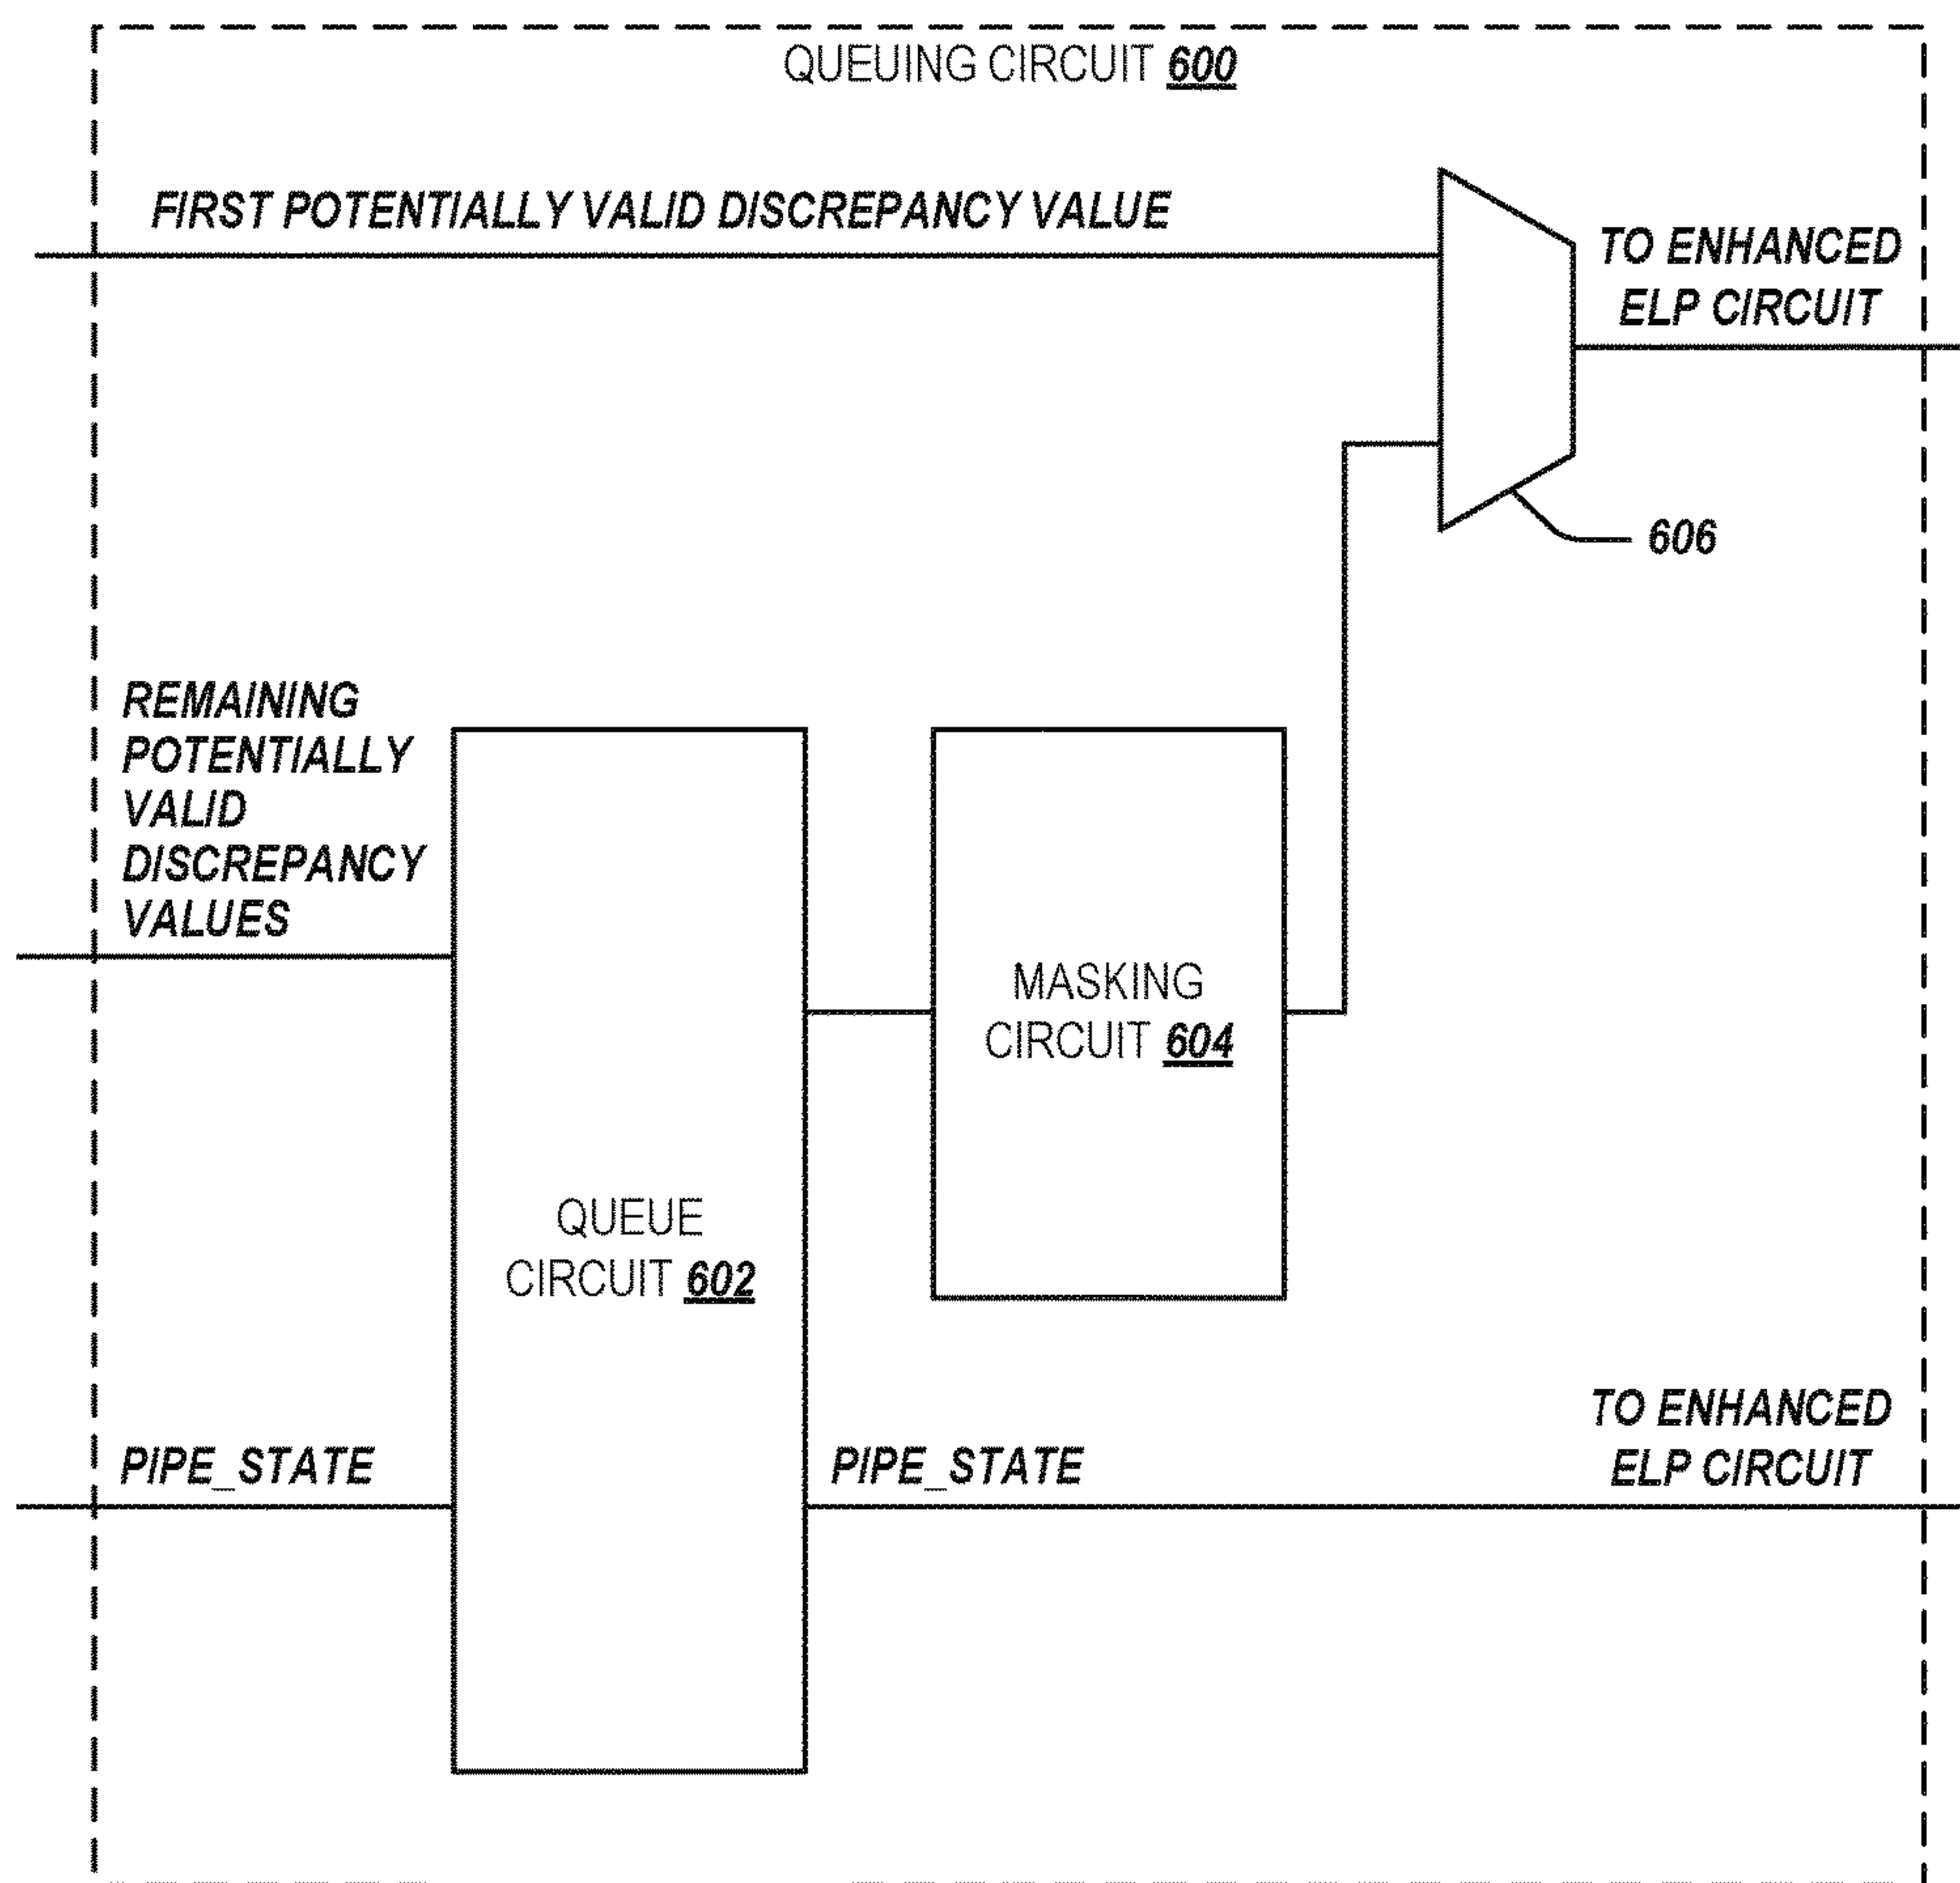 QUEUING CIRCUIT 600
FIRST POTENTIALLY VALID DISCREPANCY VALUE
TO ENHANCED
ELP CIRCUIT
606
REMAINING
POTENTIALLY
VALID
DISCREPANCY
VALUES
MASKING
CIRCUIT 604
QUEUE
CIRCUIT 602
PIPE_STATE
PIPE_STATE
TO ENHANCED
ELP CIRCUIT